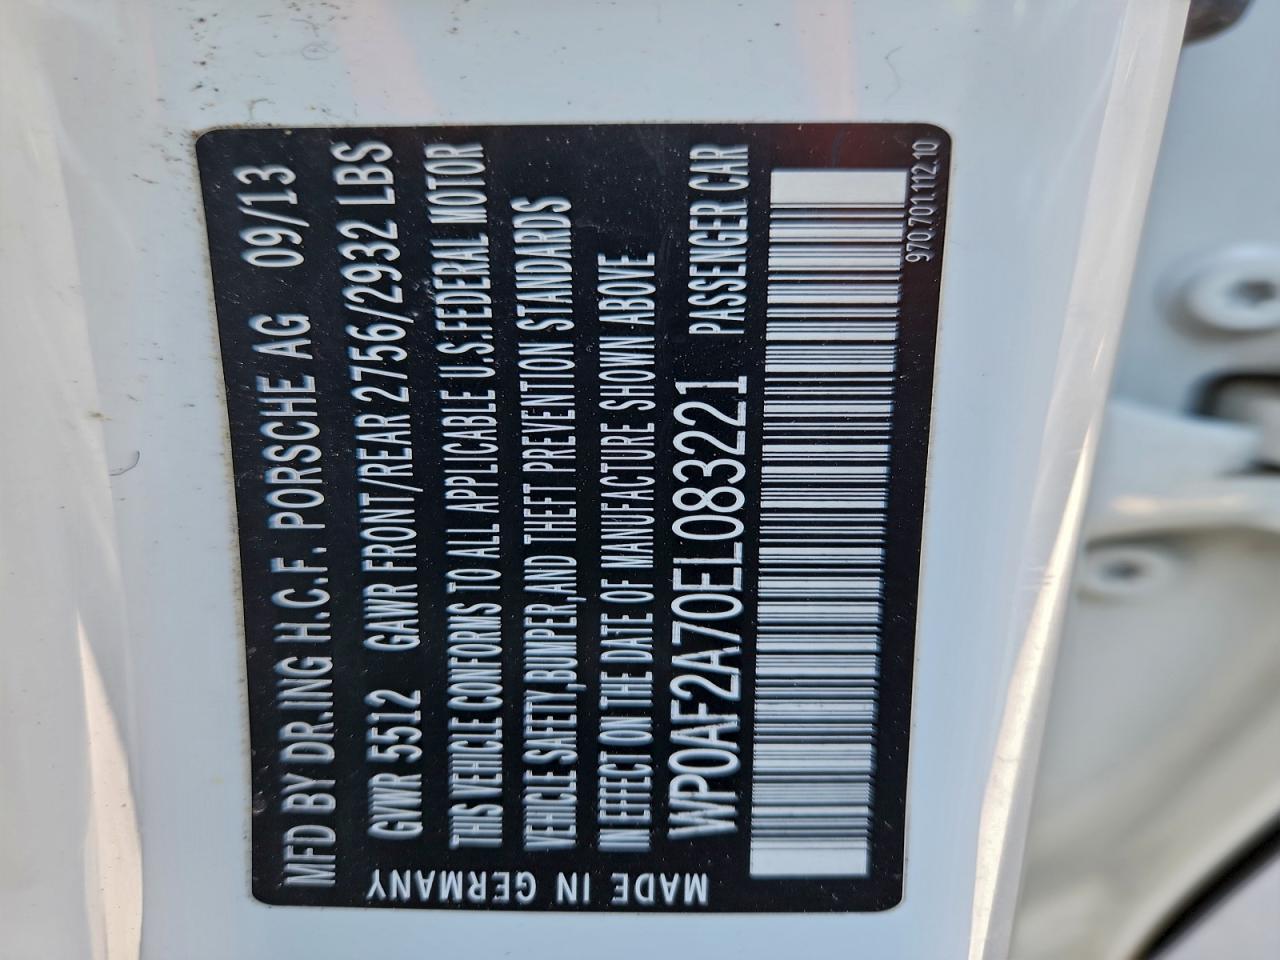 MFD BY DR.ING H.C.F. PORSCHE AG 09/13
GVWR 5512 GAWR FRONT/REAR 2756/2932 LBS
THIS VEHICLE CONFORMS TO ALL APPLICABLE U.S.FEDERAL MOTOR
VEHICLE SAFETY,BUMPER,AND THEFT PREVENTION STANDARDS
IN EFFECT ON THE DATE OF MANUFACTURE SHOWN ABOVE
WP0AF2A70EL083221 PASSENGER CAR
970.701.112.10
MADE IN GERMANY